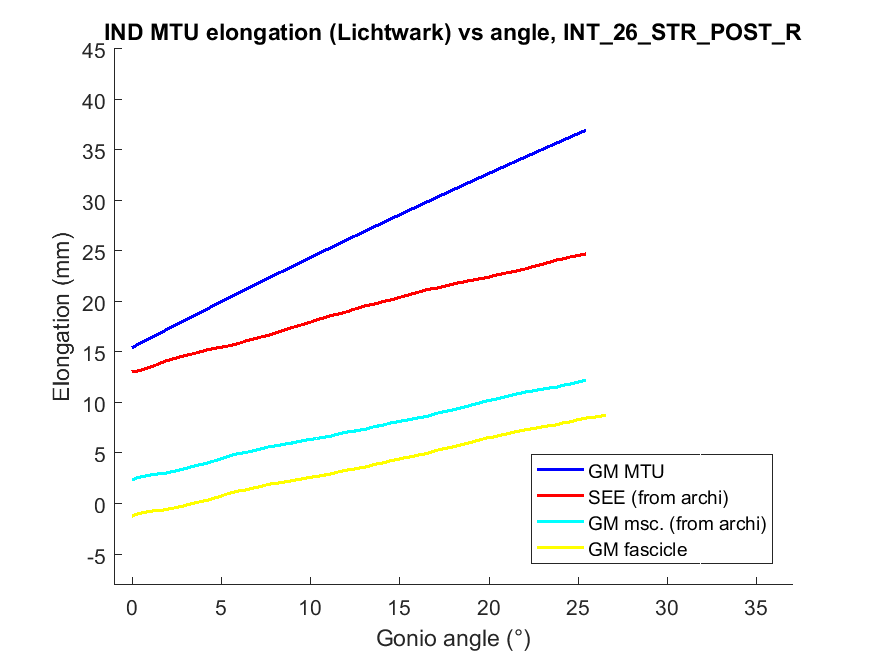 IND MTU elongation (Lichtwark) vs angle, INT_26_STR_POST_R
45
40
35
30
25
20
15
10
5
0
-5
Elongation (mm)
0 5 10 15 20 25 30 35
Gonio angle (°)
GM MTU
SEE (from archi)
GM msc. (from archi)
GM fascicle